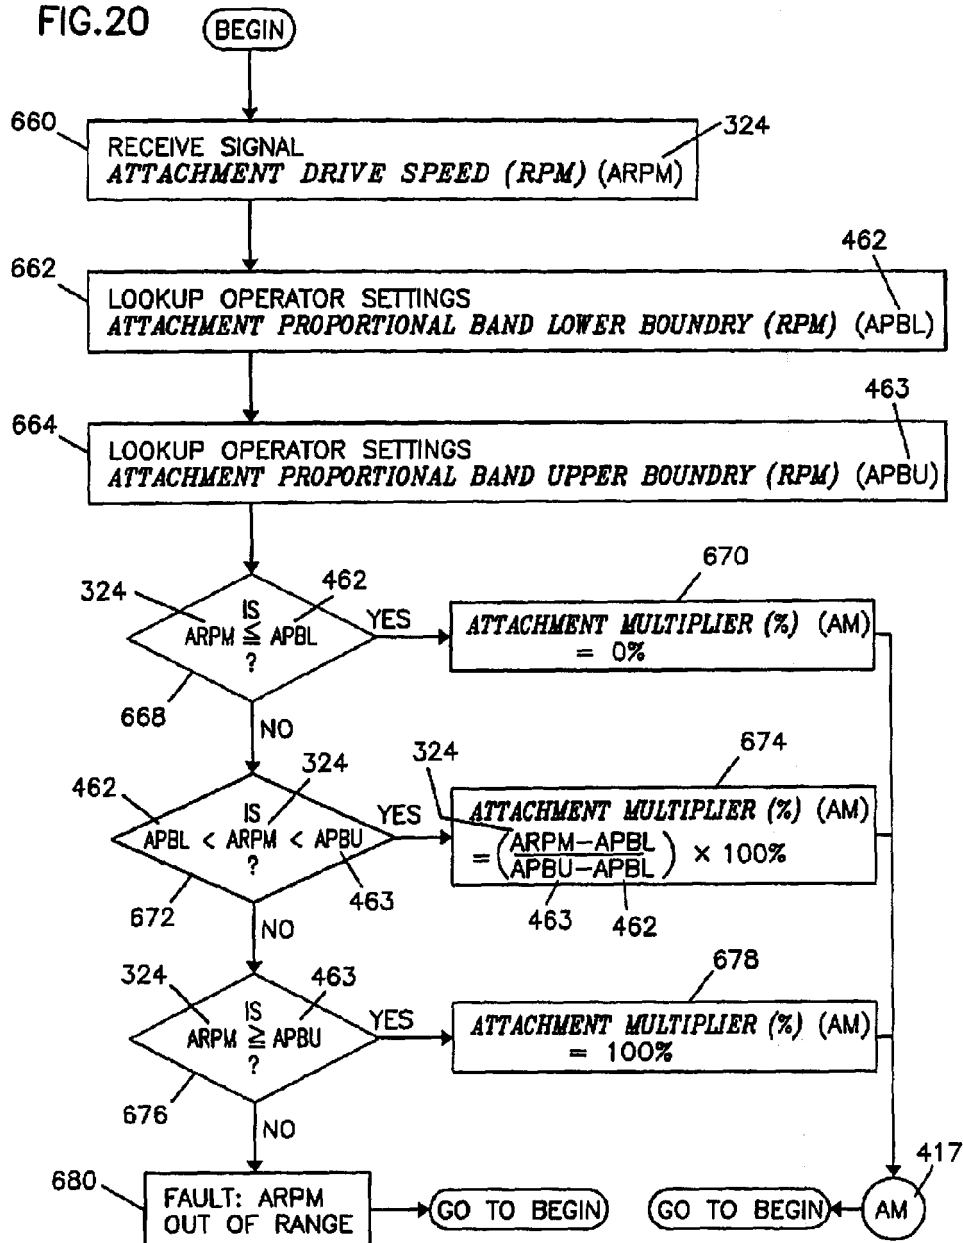 FIG.20
BEGIN
660
324
RECEIVE SIGNAL
ATTACHMENT DRIVE SPEED (RPM) (ARPM)
662
462
LOOKUP OPERATOR SETTINGS
ATTACHMENT PROPORTIONAL BAND LOWER BOUNDRY (RPM) (APBL)
664
463
LOOKUP OPERATOR SETTINGS
ATTACHMENT PROPORTIONAL BAND UPPER BOUNDRY (RPM) (APBU)
324
462
IS
ARPM ≦ APBL
?
668
YES
NO
670
ATTACHMENT MULTIPLIER (%) (AM)
= 0%
462
324
IS
APBL < ARPM < APBU
?
672
463
YES
NO
324
674
ATTACHMENT MULTIPLIER (%) (AM)
=(ARPM-APBL
APBU-APBL) × 100%
463
462
324
463
IS
ARPM ≧ APBU
?
676
YES
NO
678
ATTACHMENT MULTIPLIER (%) (AM)
= 100%
680
FAULT: ARPM
OUT OF RANGE
GO TO BEGIN
GO TO BEGIN
417
AM